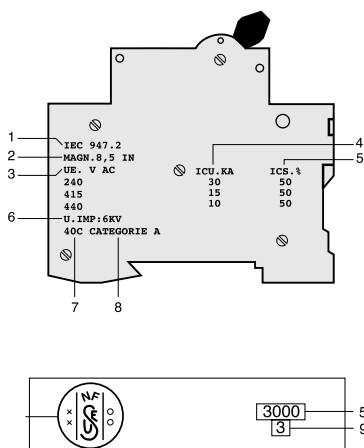 1 IEC 947.2
2 MAGN.8,5 IN
3 UE. V AC ICU.KA ICS.%
240 30 50
415 15 50
440 10 50
6 U.IMP:6KV
40C CATEGORIE A
4
5
7 8
NF
USE
3000 5
3 9